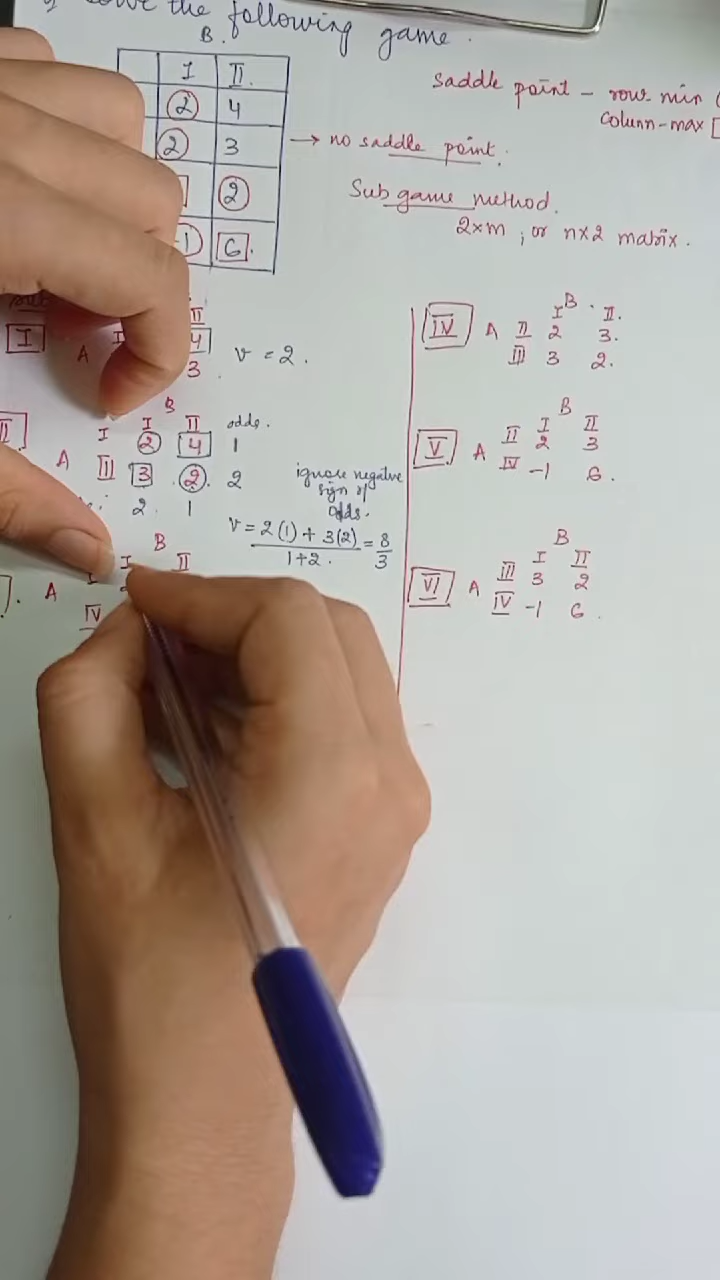 the following game.
B.
I II.
2 4
2 3
→ no saddle point.
2
-1 6.
Saddle point - row min
Column-max [
Sub game method.
2×m, or n×2 matrix.
I A II
4
3 v = 2.
B
I I II odds.
A 2 4 1
III 3 2 2
2 1
ignore negative
sign of
odds.
v = 2(1) + 3(2) = 8
1+2. 3
B
I II
A I
IV
IV A B.
I II.
II 2 3.
III 3 2.
B
V A I II
II 2 3
IV -1 6.
B
VI A I II
III 3 2
IV -1 6.